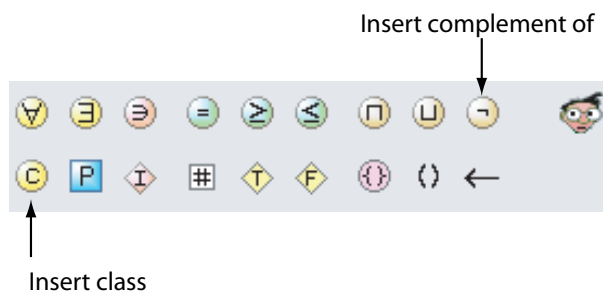 Insert complement of
∀ ∃ ∋ = ≥ ≤ ⊓ ⊔ ¬
C P I # T F {} () ←
Insert class